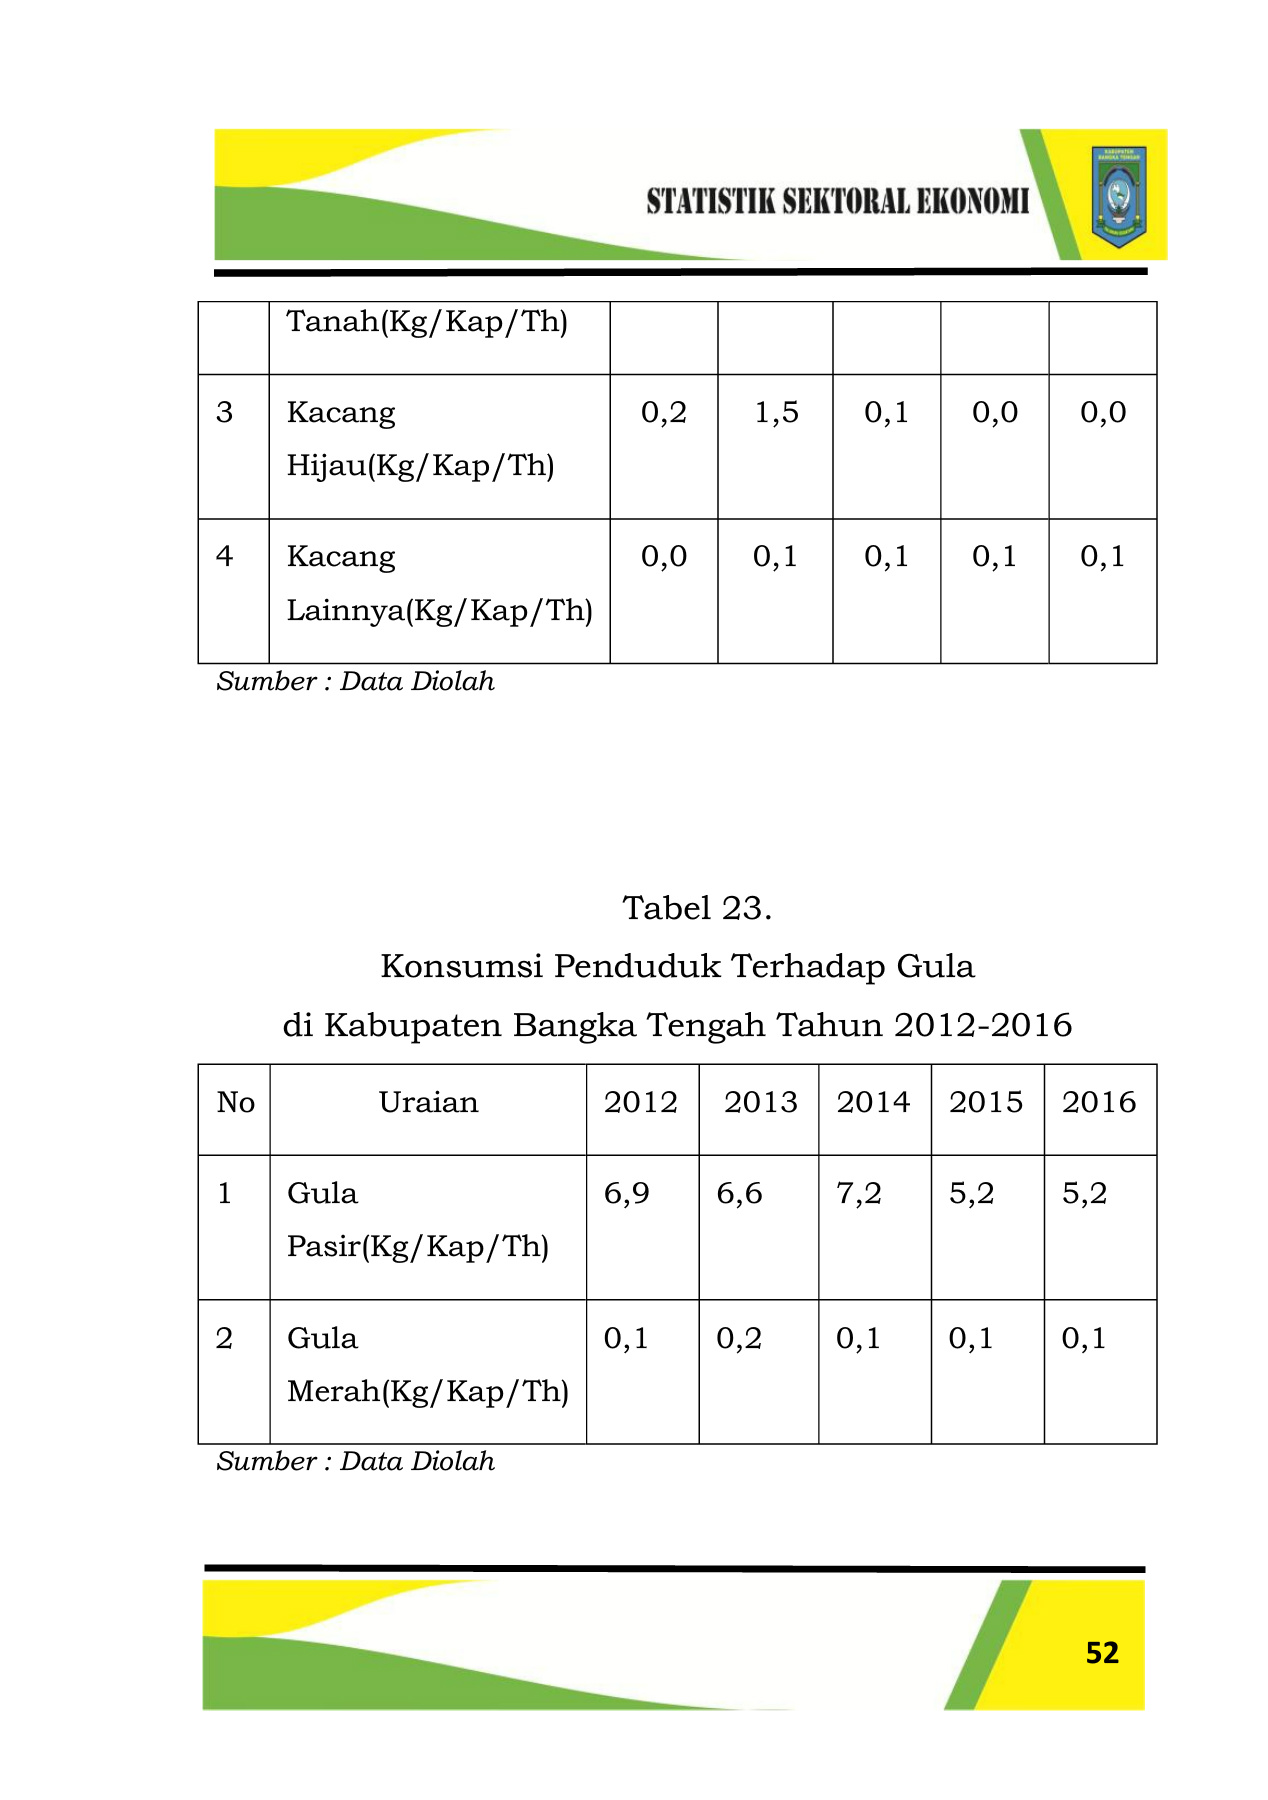 KABUPATEN
BANGKA TENGAH
STATISTIK SEKTORAL EKONOMI
Tanah(Kg/Kap/Th)
3 Kacang 0,2 1,5 0,1 0,0 0,0
Hijau(Kg/Kap/Th)
4 Kacang 0,0 0,1 0,1 0,1 0,1
Lainnya(Kg/Kap/Th)
Sumber : Data Diolah
Tabel 23.
Konsumsi Penduduk Terhadap Gula
di Kabupaten Bangka Tengah Tahun 2012-2016
No Uraian 2012 2013 2014 2015 2016
1 Gula 6,9 6,6 7,2 5,2 5,2
Pasir(Kg/Kap/Th)
2 Gula 0,1 0,2 0,1 0,1 0,1
Merah(Kg/Kap/Th)
Sumber : Data Diolah
52